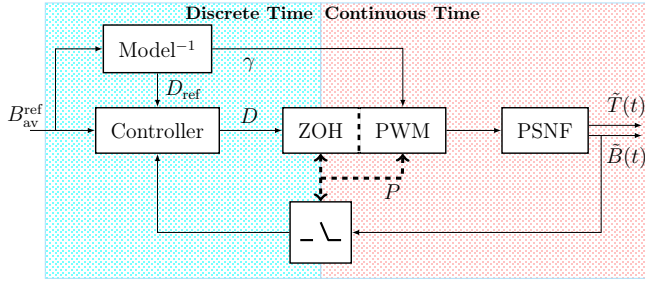 Discrete Time Continuous Time
Model⁻¹
γ
D_ref
B_av^ref
Controller
D
ZOH
PWM
PSNF
T̃(t)
B̃(t)
P